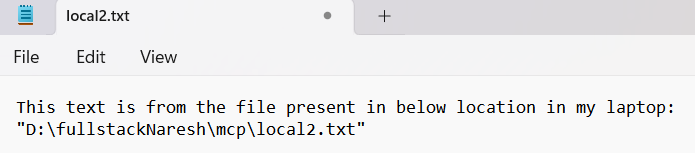 local2.txt
File Edit View
This text is from the file present in below location in my laptop:
"D:\fullstackNaresh\mcp\local2.txt"